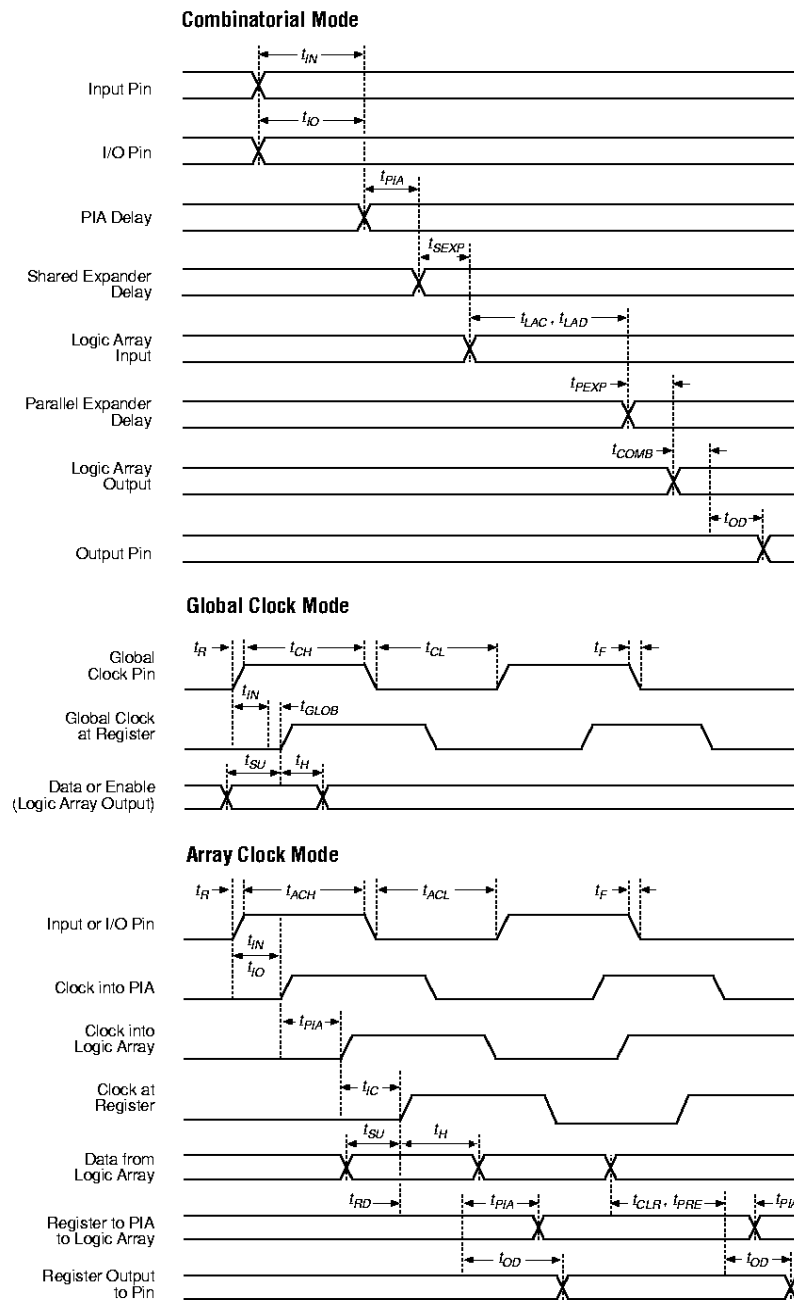 Combinatorial Mode
tIN
Input Pin
tIO
I/O Pin
tPIA
PIA Delay
tSEXP
Shared Expander
Delay
tLAC , tLAD
Logic Array
Input
tPEXP
Parallel Expander
Delay
tCOMB
Logic Array
Output
tOD
Output Pin
Global Clock Mode
tR
tCH
tCL
tF
Global
Clock Pin
tIN
tGLOB
Global Clock
at Register
tSU
tH
Data or Enable
(Logic Array Output)
Array Clock Mode
tR
tACH
tACL
tF
Input or I/O Pin
tIN
tIO
Clock into PIA
tPIA
Clock into
Logic Array
tIC
Clock at
Register
tSU
tH
Data from
Logic Array
tRD
tPIA
tCLR , tPRE
tPIA
Register to PIA
to Logic Array
tOD
tOD
Register Output
to Pin